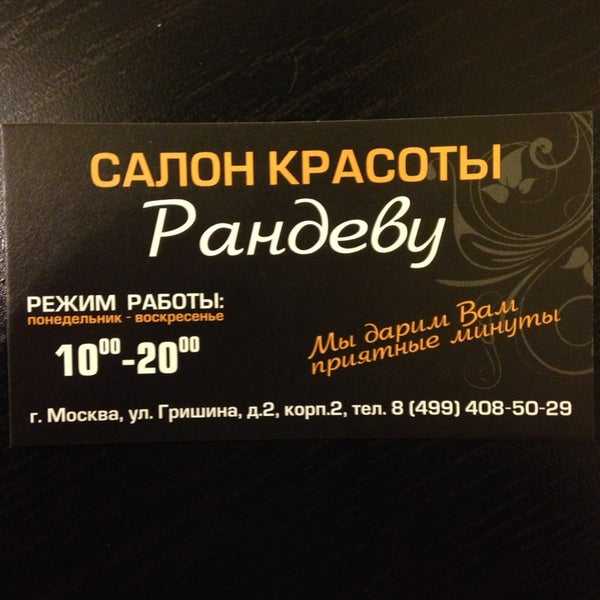 САЛОН КРАСОТЫ
Рандеву
РЕЖИМ РАБОТЫ:
понедельник - воскресенье
10⁰⁰-20⁰⁰
Мы дарим Вам
приятные минуты
г. Москва, ул. Гришина, д.2, корп.2, тел. 8 (499) 408-50-29